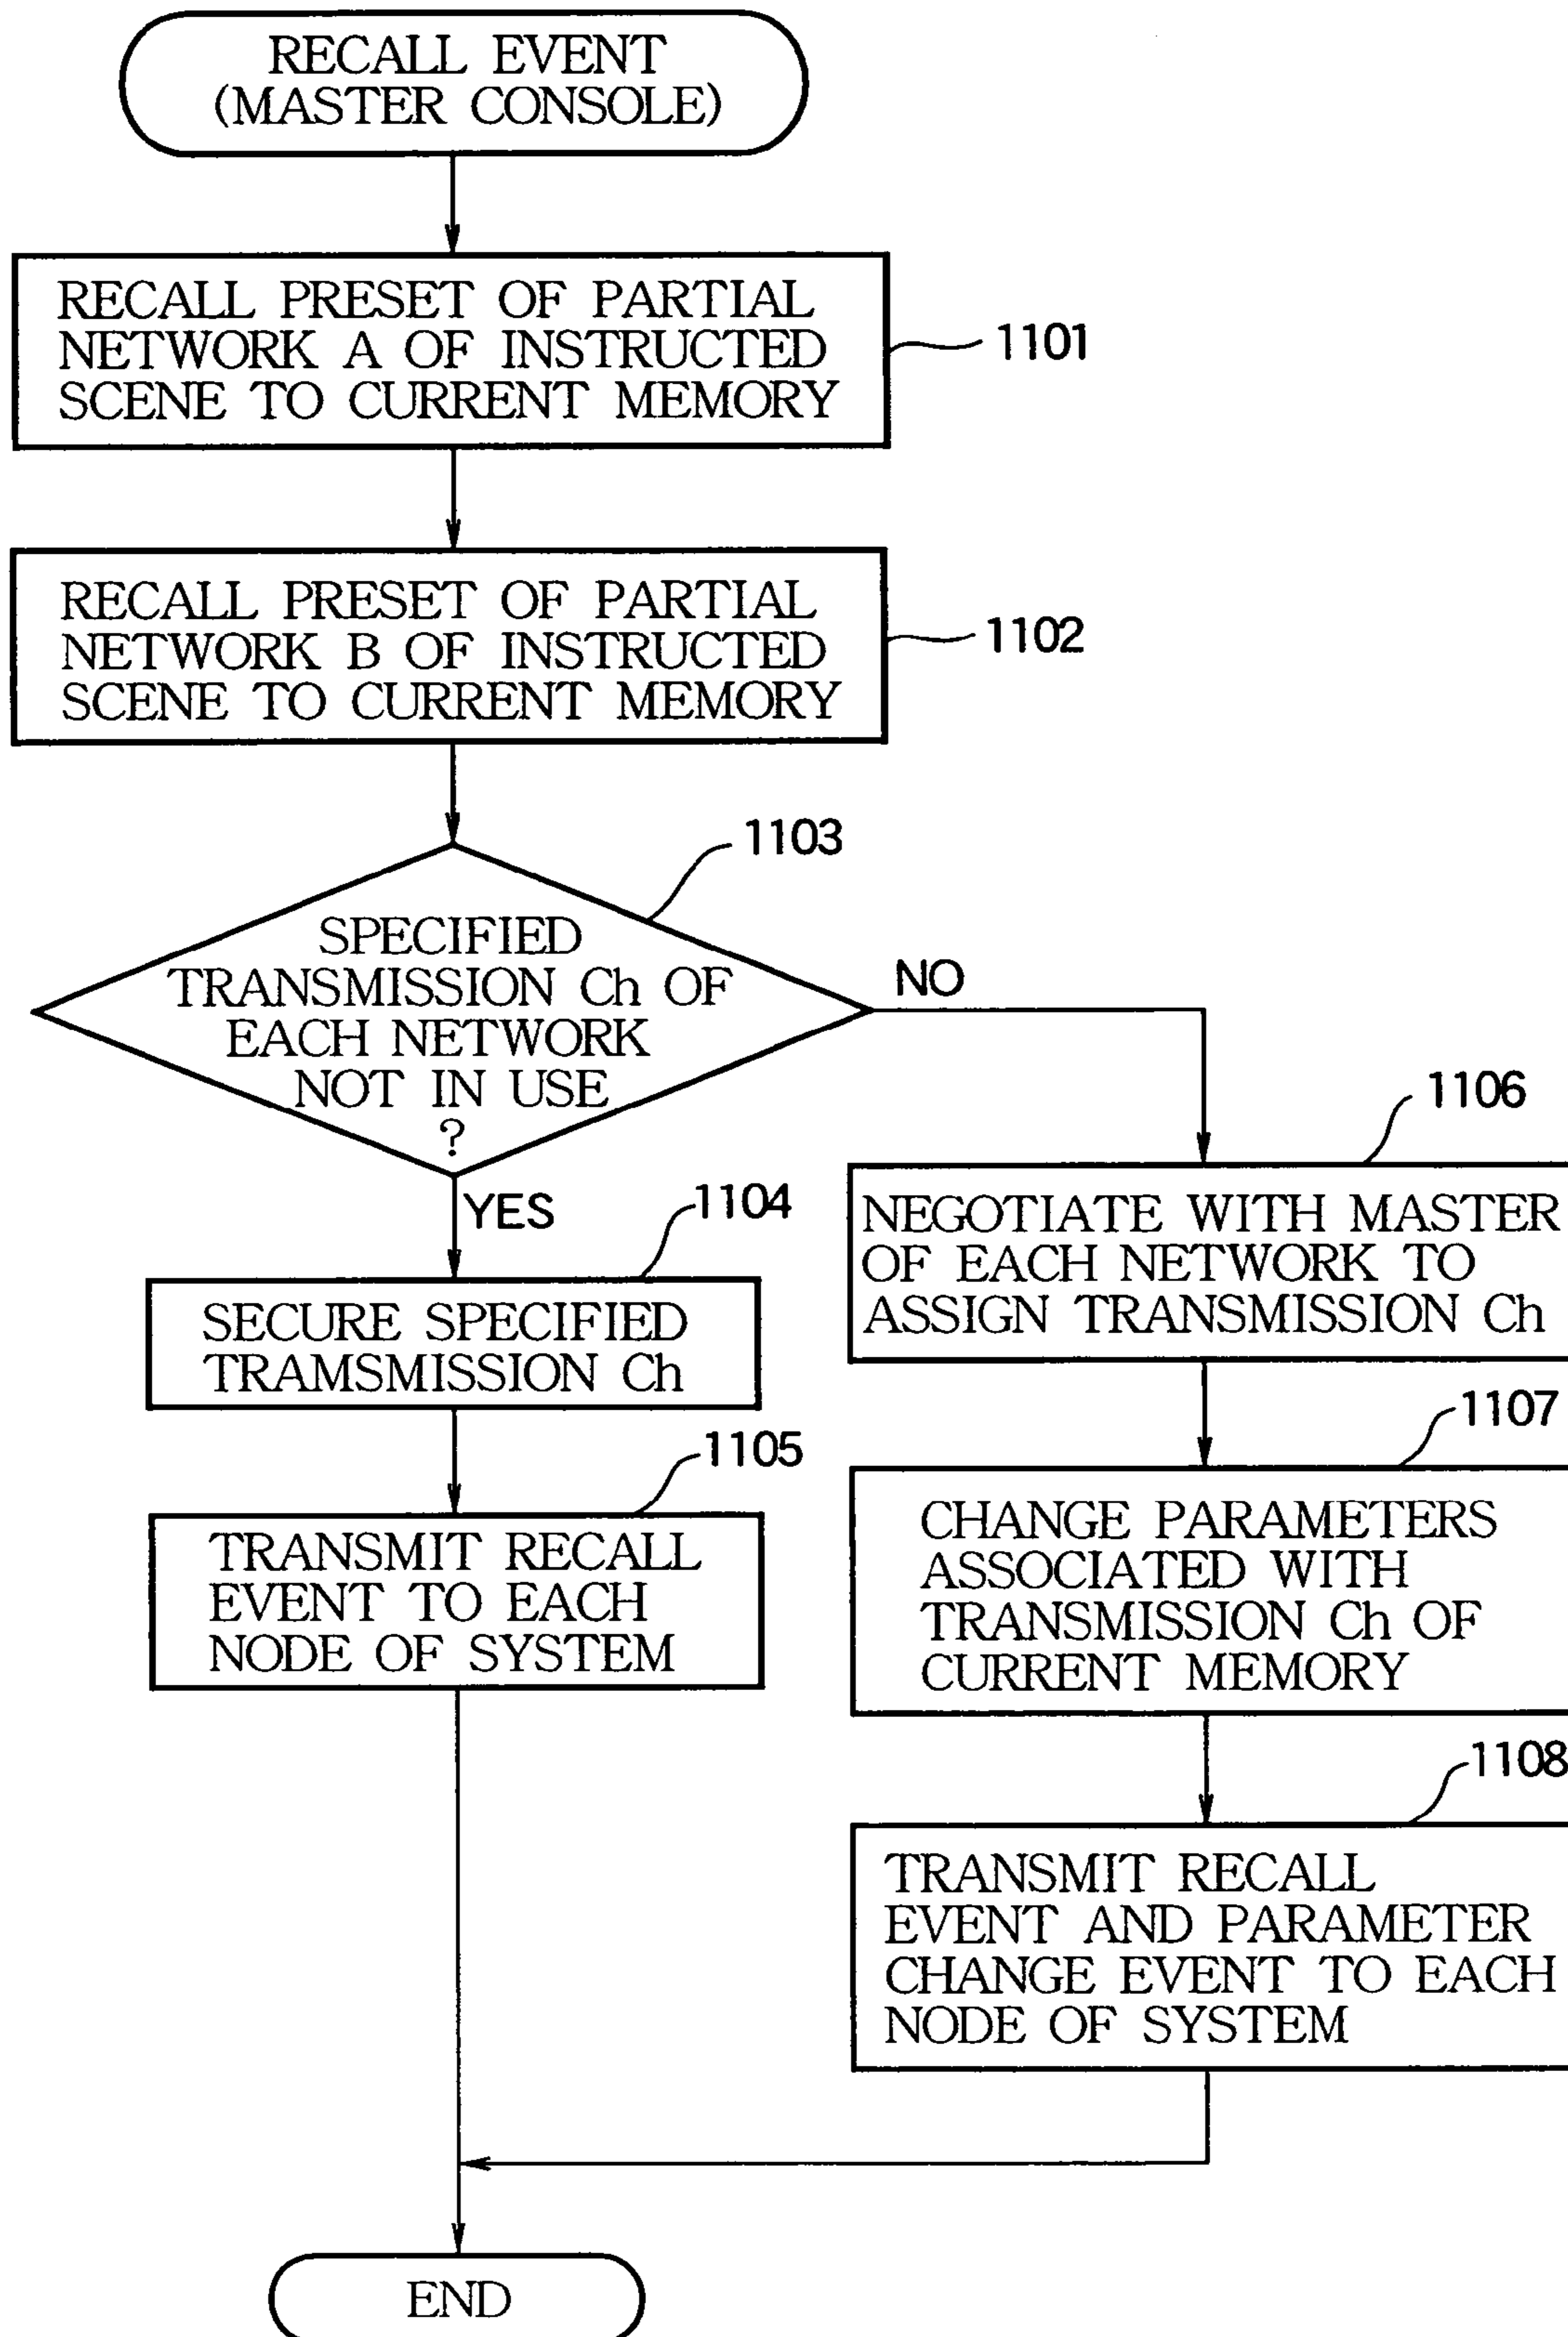 RECALL EVENT
(MASTER CONSOLE)
RECALL PRESET OF PARTIAL
NETWORK A OF INSTRUCTED
SCENE TO CURRENT MEMORY
1101
RECALL PRESET OF PARTIAL
NETWORK B OF INSTRUCTED
SCENE TO CURRENT MEMORY
1102
1103
SPECIFIED
TRANSMISSION Ch OF
EACH NETWORK
NOT IN USE
?
NO
YES
1104
SECURE SPECIFIED
TRAMSMISSION Ch
1105
TRANSMIT RECALL
EVENT TO EACH
NODE OF SYSTEM
1106
NEGOTIATE WITH MASTER
OF EACH NETWORK TO
ASSIGN TRANSMISSION Ch
1107
CHANGE PARAMETERS
ASSOCIATED WITH
TRANSMISSION Ch OF
CURRENT MEMORY
1108
TRANSMIT RECALL
EVENT AND PARAMETER
CHANGE EVENT TO EACH
NODE OF SYSTEM
END